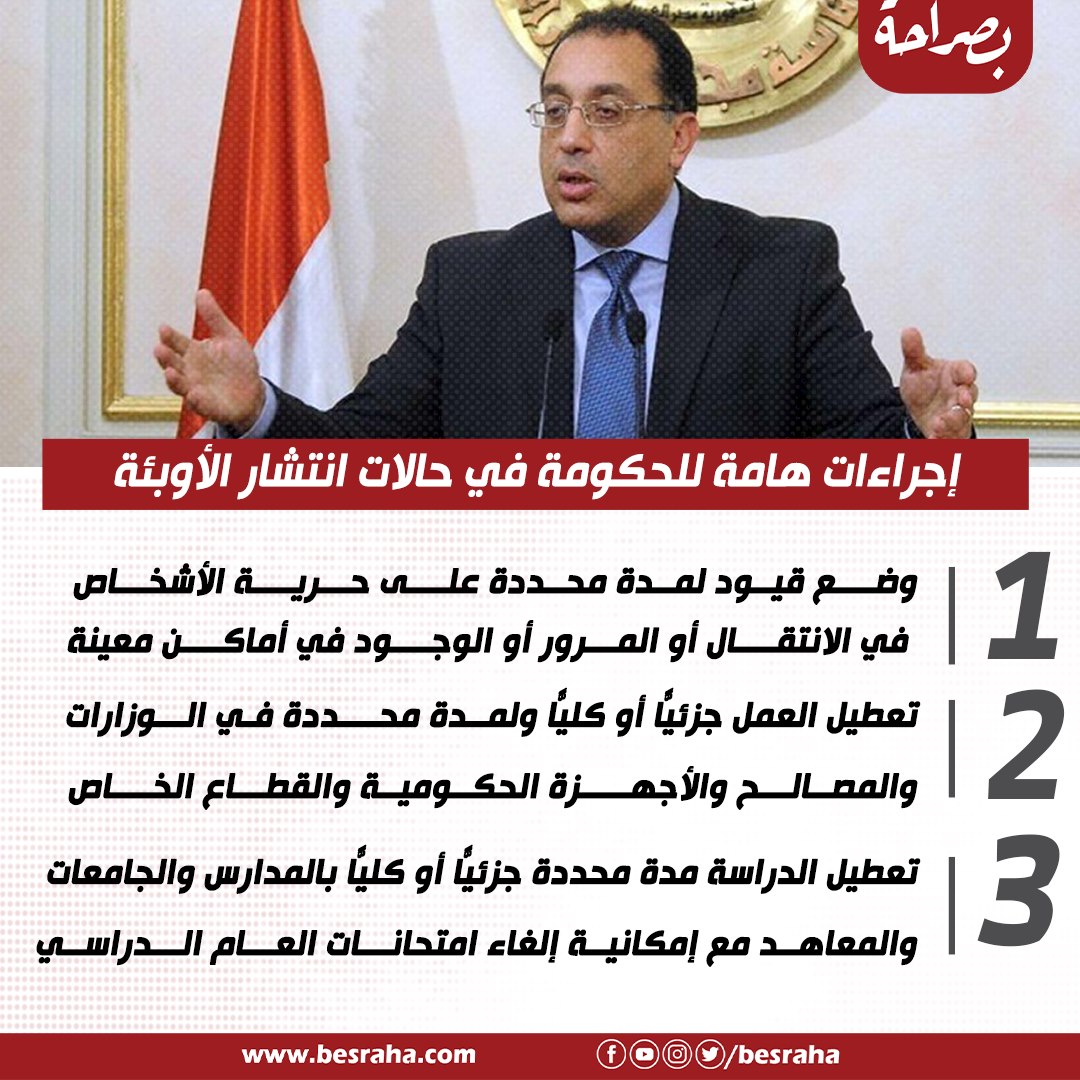 بصراحة
إجراءات هامة للحكومة في حالات انتشار الأوبئة
1
وضع قيود لمدة محددة على حرية الأشخاص
في الانتقال أو المرور أو الوجود في أماكن معينة
2
تعطيل العمل جزئيًّا أو كليًّا ولمدة محددة في الوزارات
والمصالح والأجهزة الحكومية والقطاع الخاص
3
تعطيل الدراسة مدة محددة جزئيًّا أو كليًّا بالمدارس والجامعات
والمعاهد مع إمكانية إلغاء امتحانات العام الدراسي
www.besraha.com
/besraha